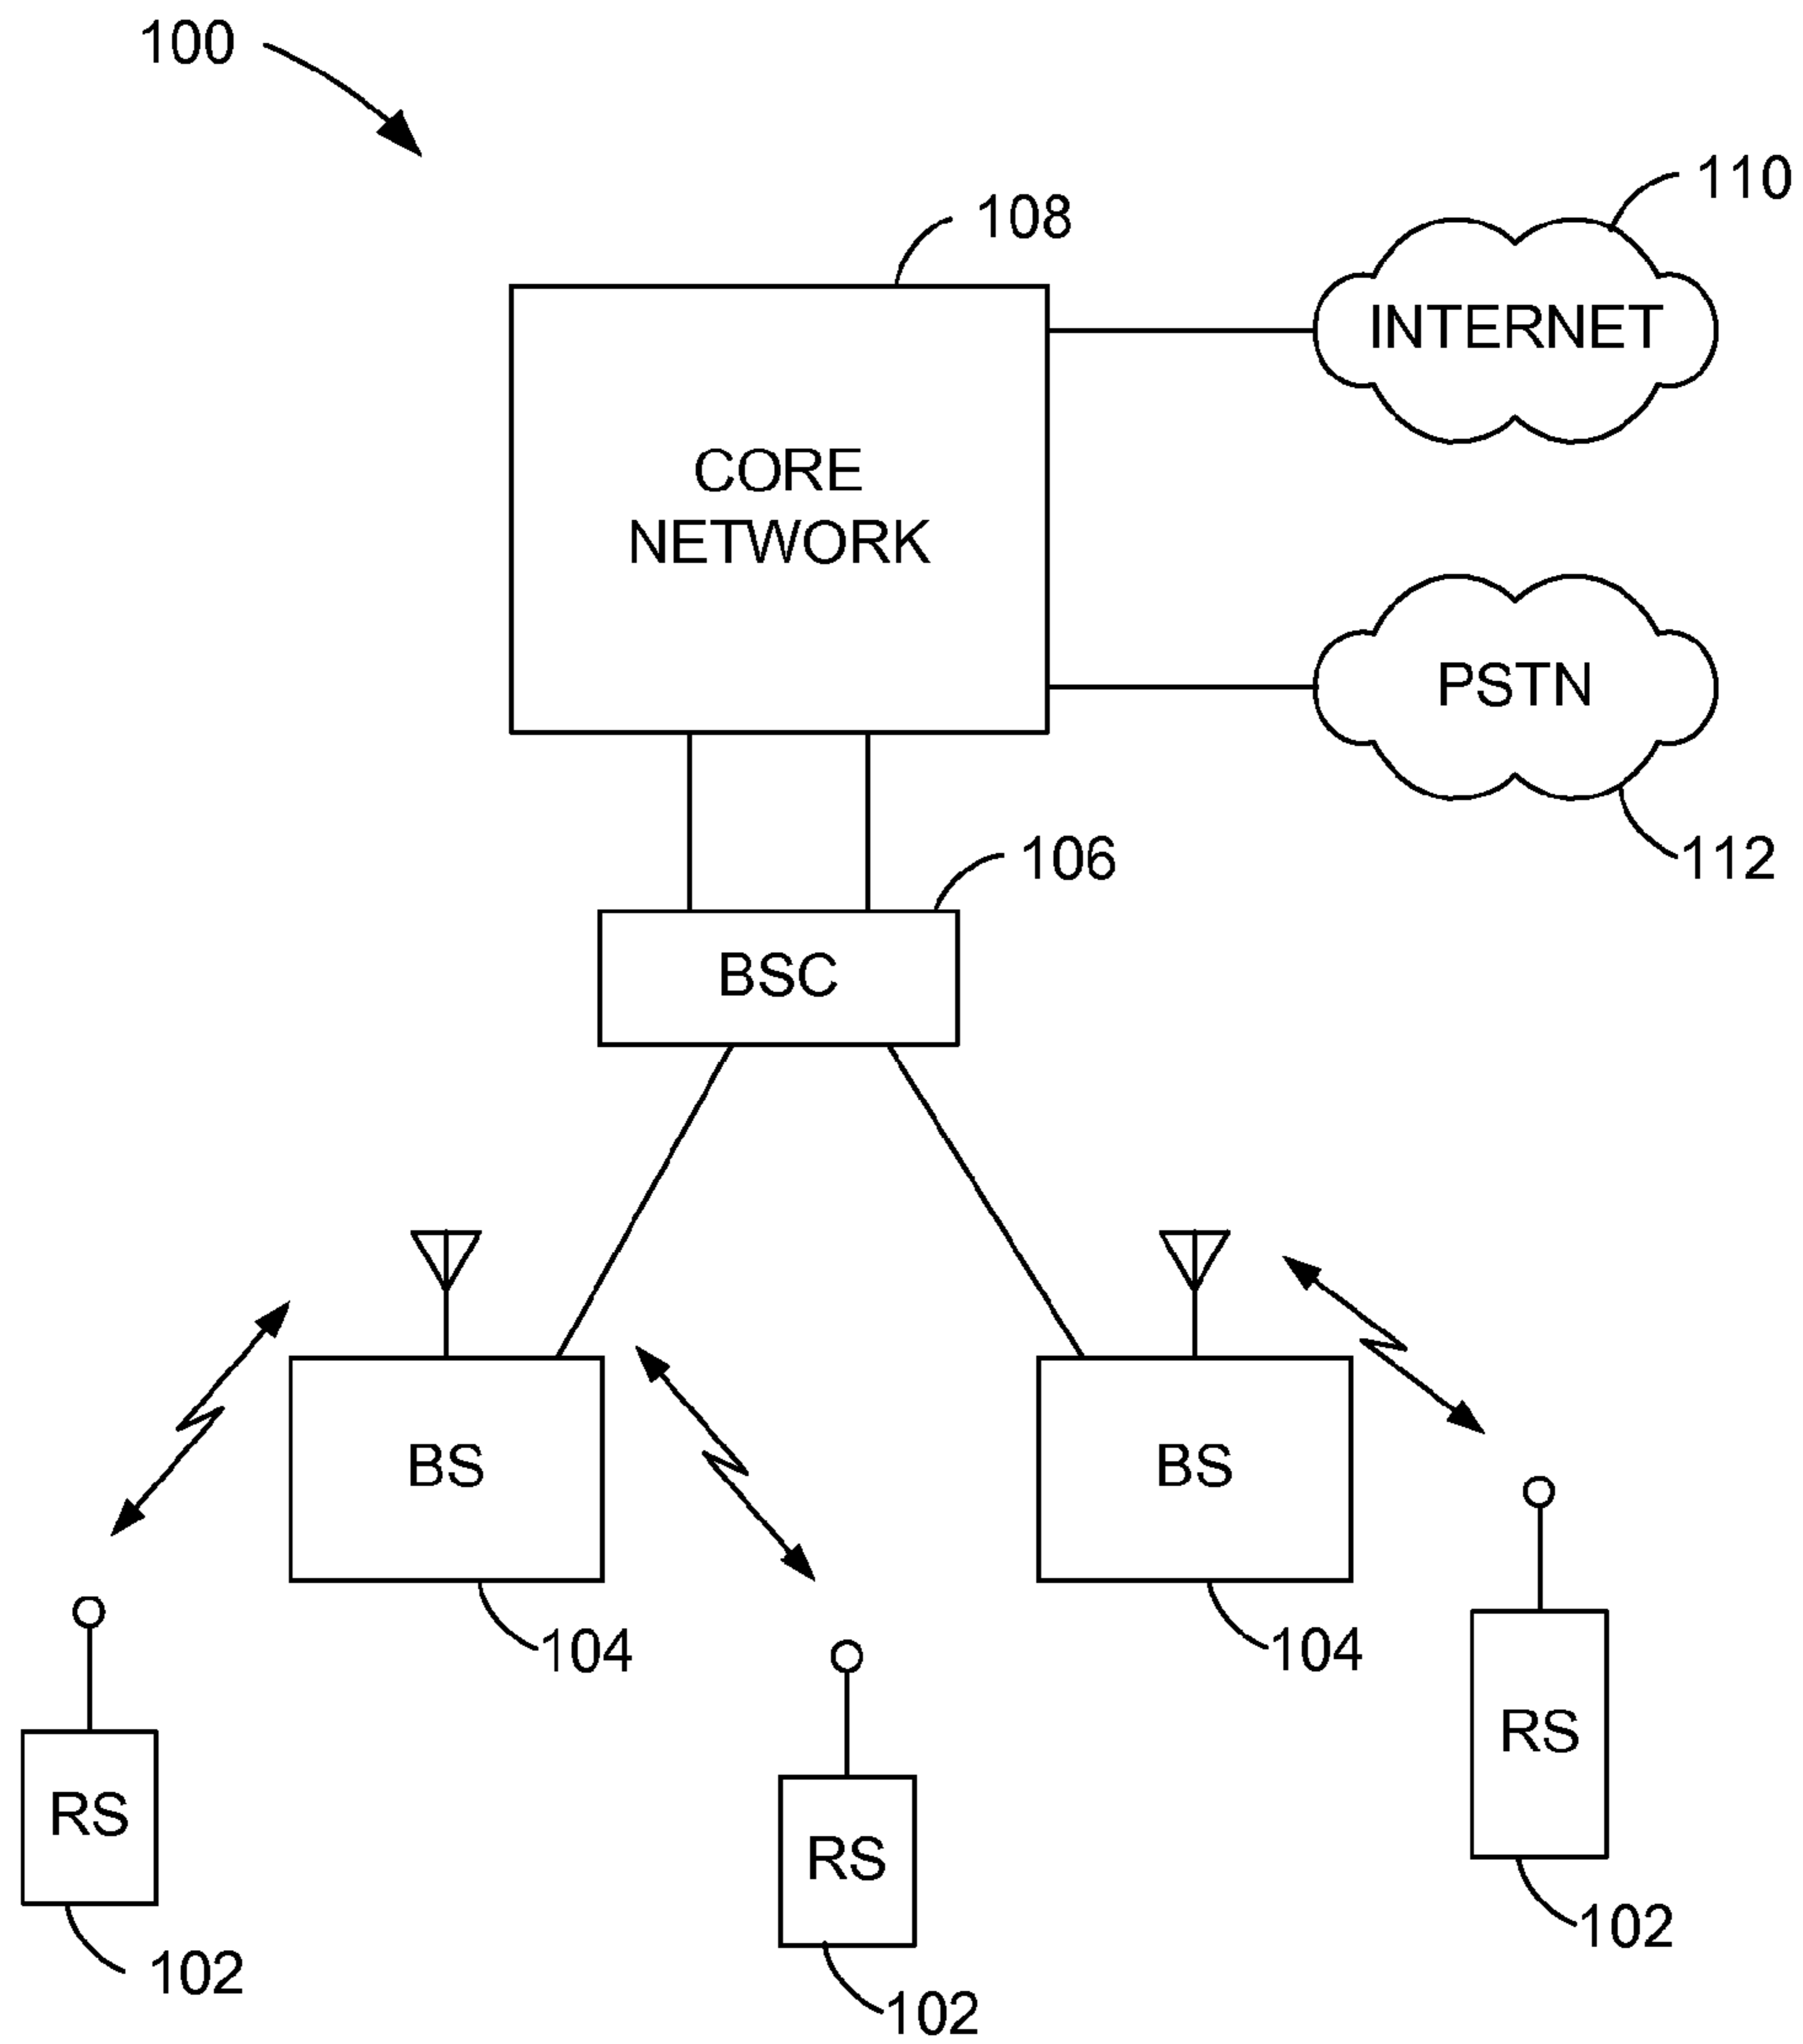 100
110
108
INTERNET
CORE
NETWORK
PSTN
106
112
BSC
BS
BS
104
104
RS
RS
RS
102
102
102